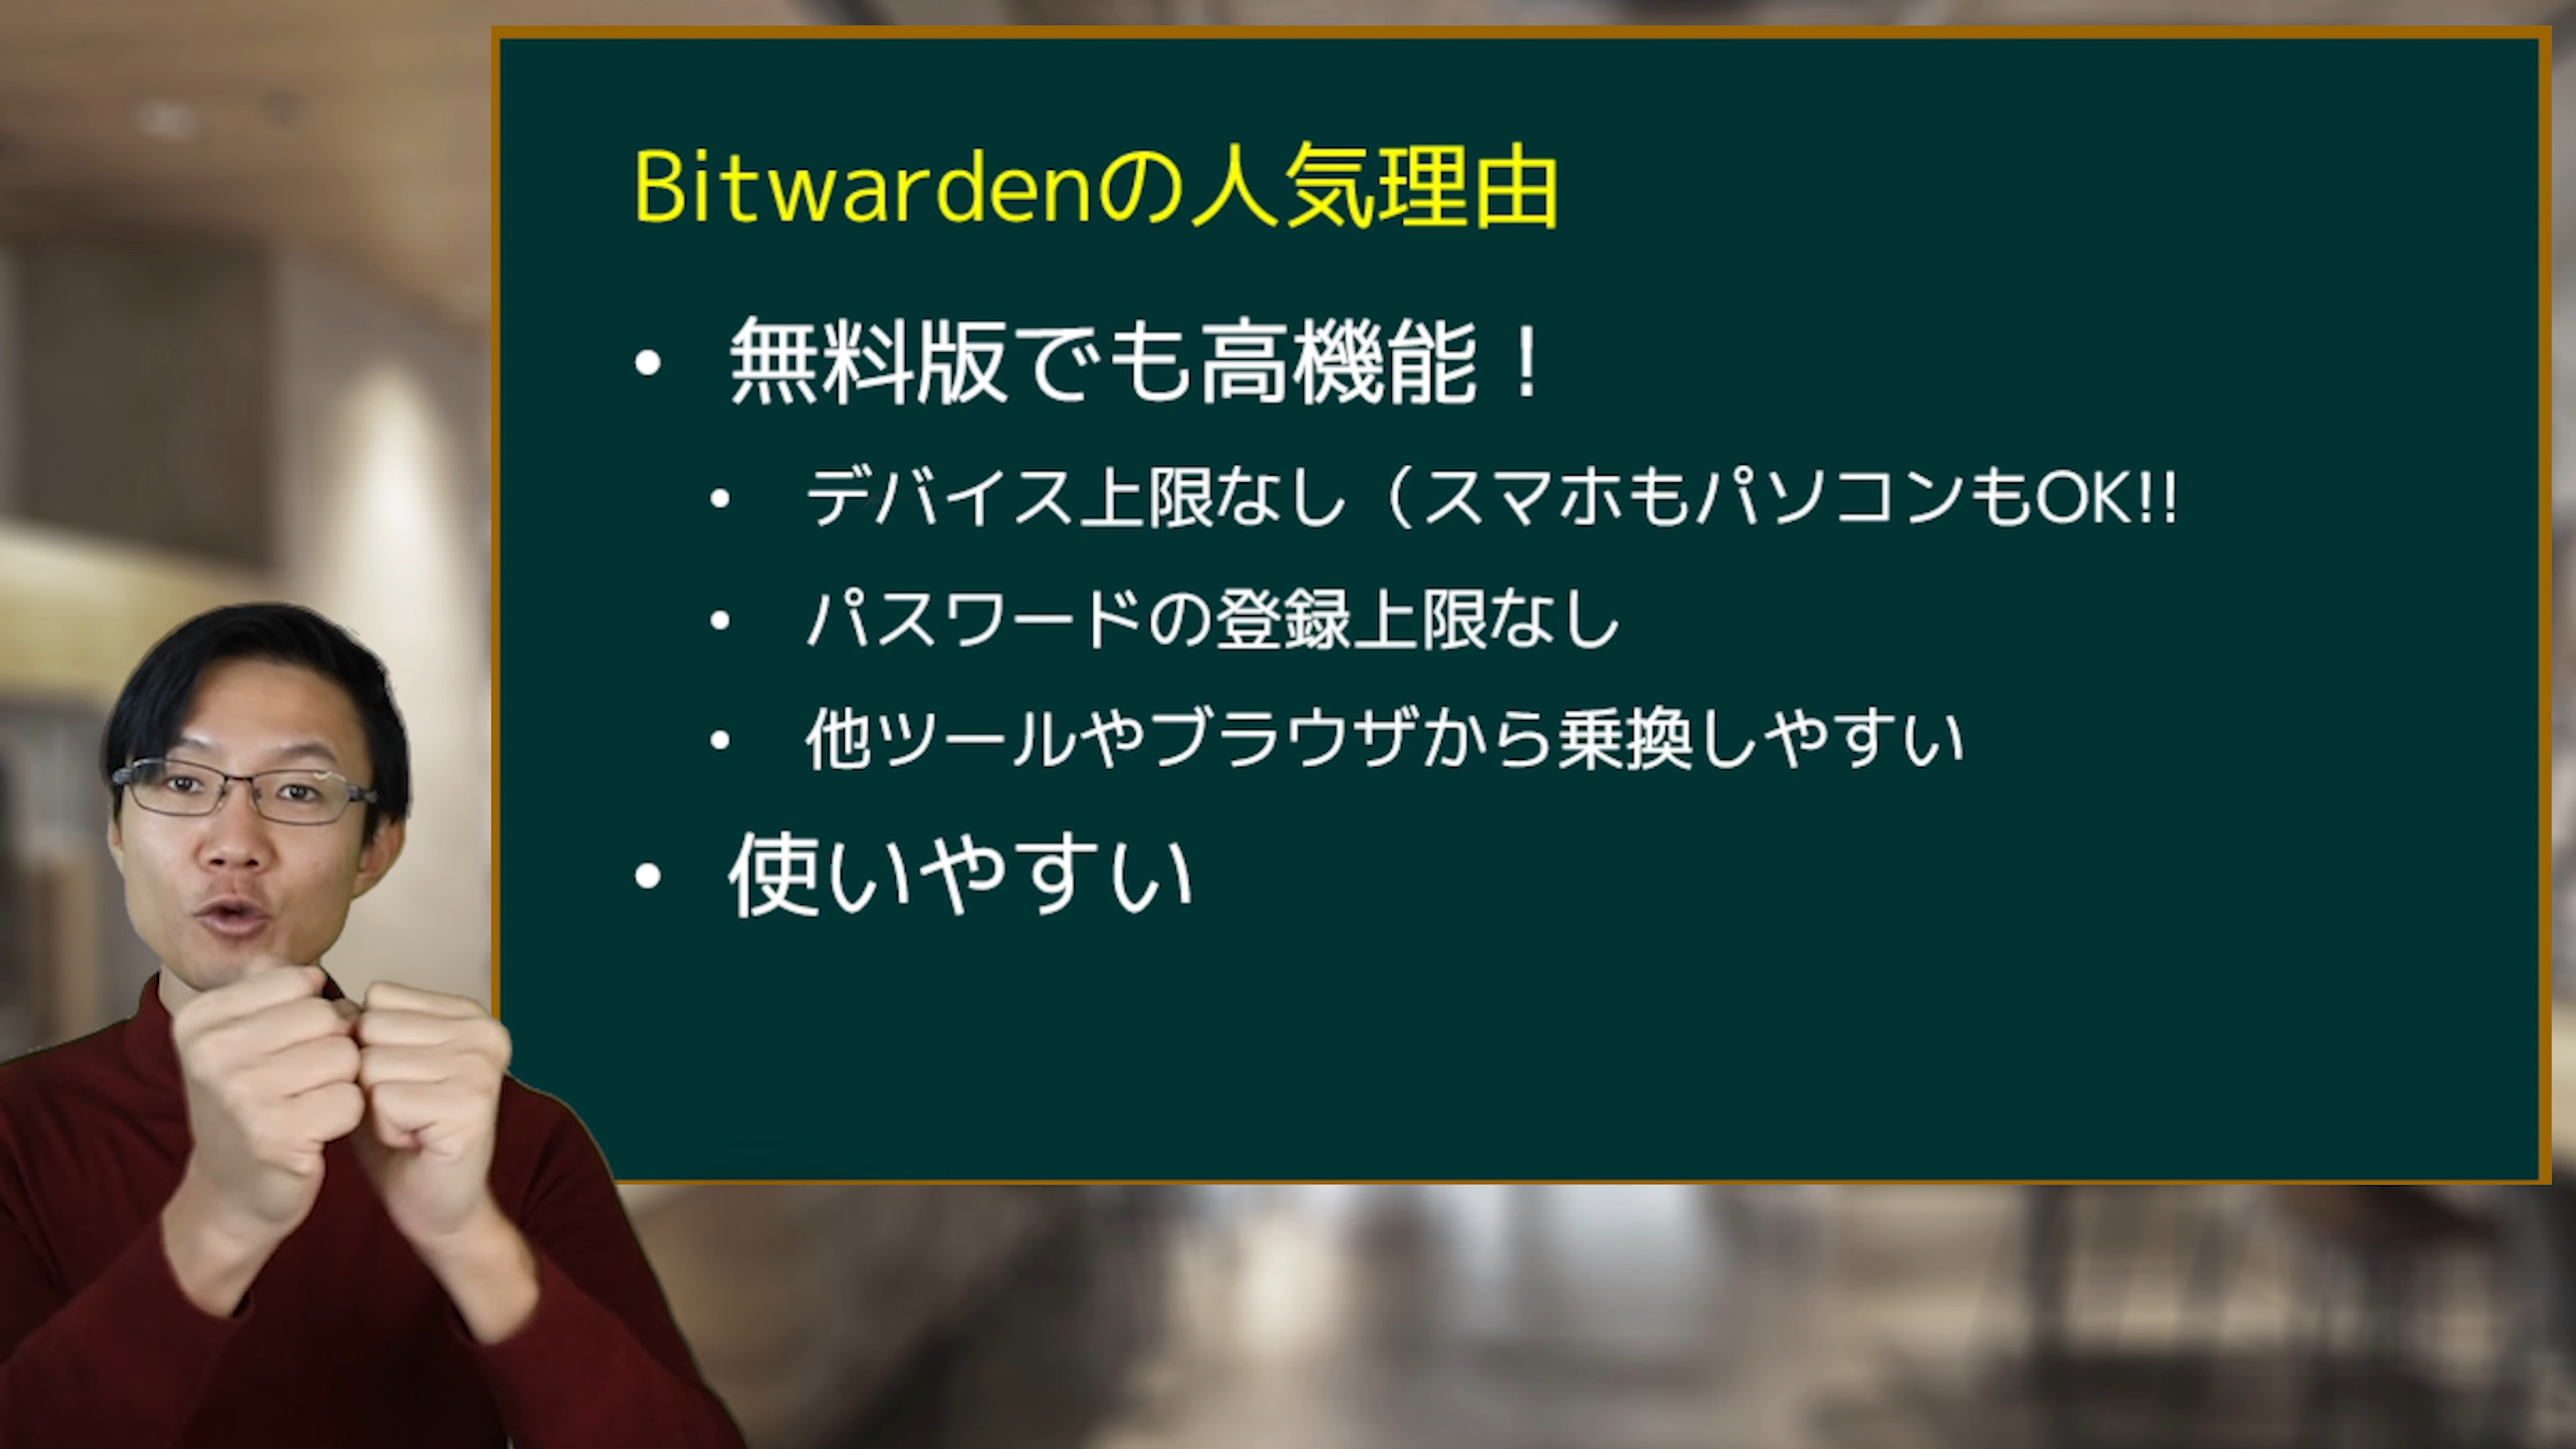 Bitwardenの人気理由
• 無料版でも高機能！
• デバイス上限なし（スマホもパソコンもOK!!
• パスワードの登録上限なし
• 他ツールやブラウザから乗換しやすい
• 使いやすい